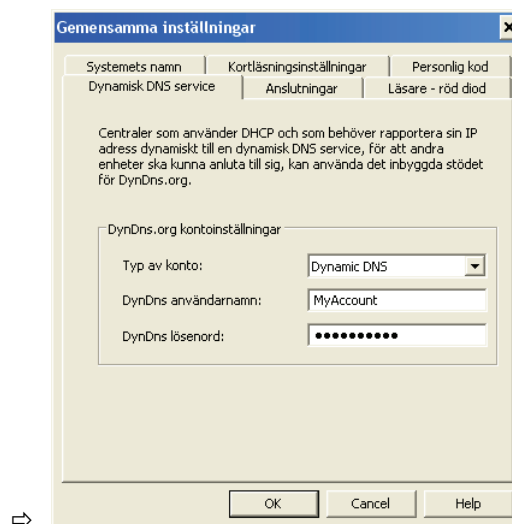 Gemensamma inställningar
Systemets namn Kortläsningsinställningar Personlig kod
Dynamisk DNS service Anslutningar Läsare - röd diod
Centraler som använder DHCP och som behöver rapportera sin IP
adress dynamiskt till en dynamisk DNS service, för att andra
enheter ska kunna anluta till sig, kan använda det inbyggda stödet
för DynDns.org.
DynDns.org kontoinställningar
Typ av konto: Dynamic DNS
DynDns användarnamn: MyAccount
DynDns lösenord: ●●●●●●●●●●
OK Cancel Help